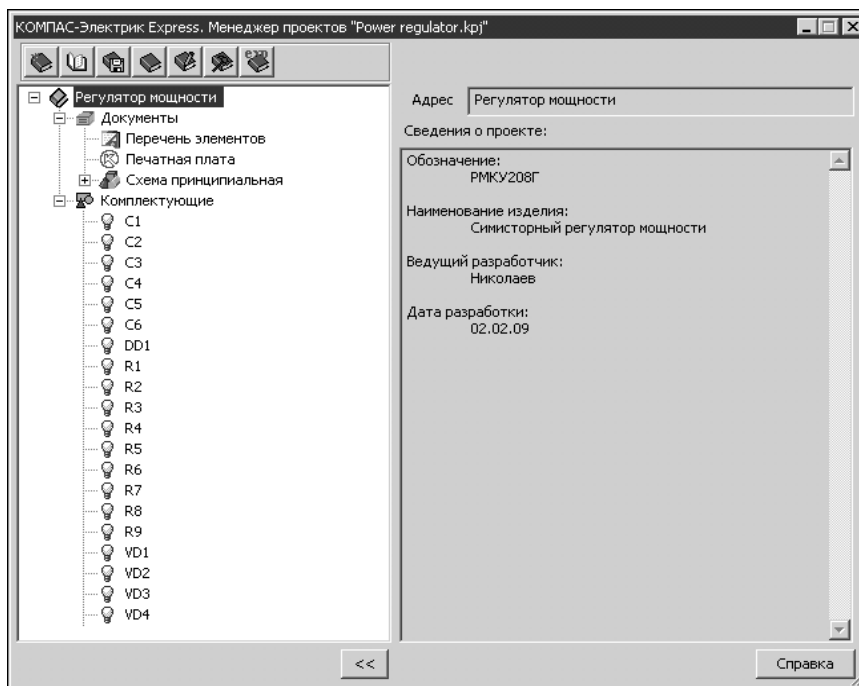 КОМПАС-Электрик Express. Менеджер проектов "Power regulator.kpj"
Регулятор мощности
Документы
Перечень элементов
Печатная плата
Схема принципиальная
Комплектующие
C1
C2
C3
C4
C5
C6
DD1
R1
R2
R3
R4
R5
R6
R7
R8
R9
VD1
VD2
VD3
VD4
<<
Адрес Регулятор мощности
Сведения о проекте:
Обозначение:
РМКУ208Г
Наименование изделия:
Симисторный регулятор мощности
Ведущий разработчик:
Николаев
Дата разработки:
02.02.09
Справка